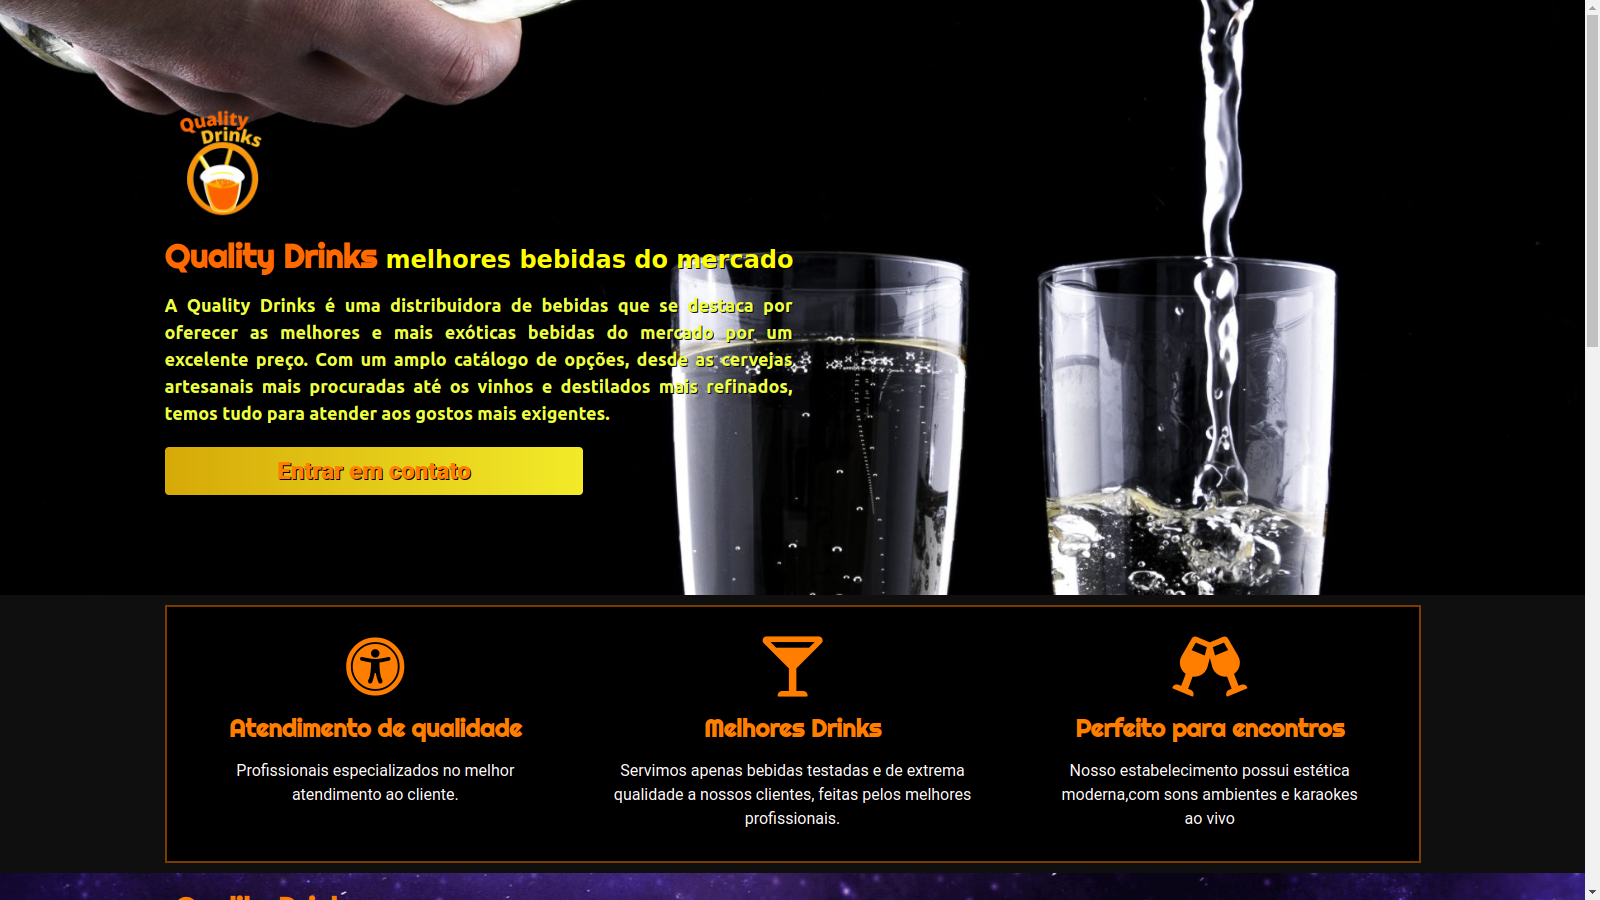 Quality
Drinks
Quality Drinks melhores bebidas do mercado
A Quality Drinks é uma distribuidora de bebidas que se destaca por
oferecer as melhores e mais exóticas bebidas do mercado por um
excelente preço. Com um amplo catálogo de opções, desde as cervejas
artesanais mais procuradas até os vinhos e destilados mais refinados,
temos tudo para atender aos gostos mais exigentes.
Entrar em contato
Atendimento de qualidade
Profissionais especializados no melhor
atendimento ao cliente.
Melhores Drinks
Servimos apenas bebidas testadas e de extrema
qualidade a nossos clientes, feitas pelos melhores
profissionais.
Perfeito para encontros
Nosso estabelecimento possui estética
moderna,com sons ambientes e karaokes
ao vivo